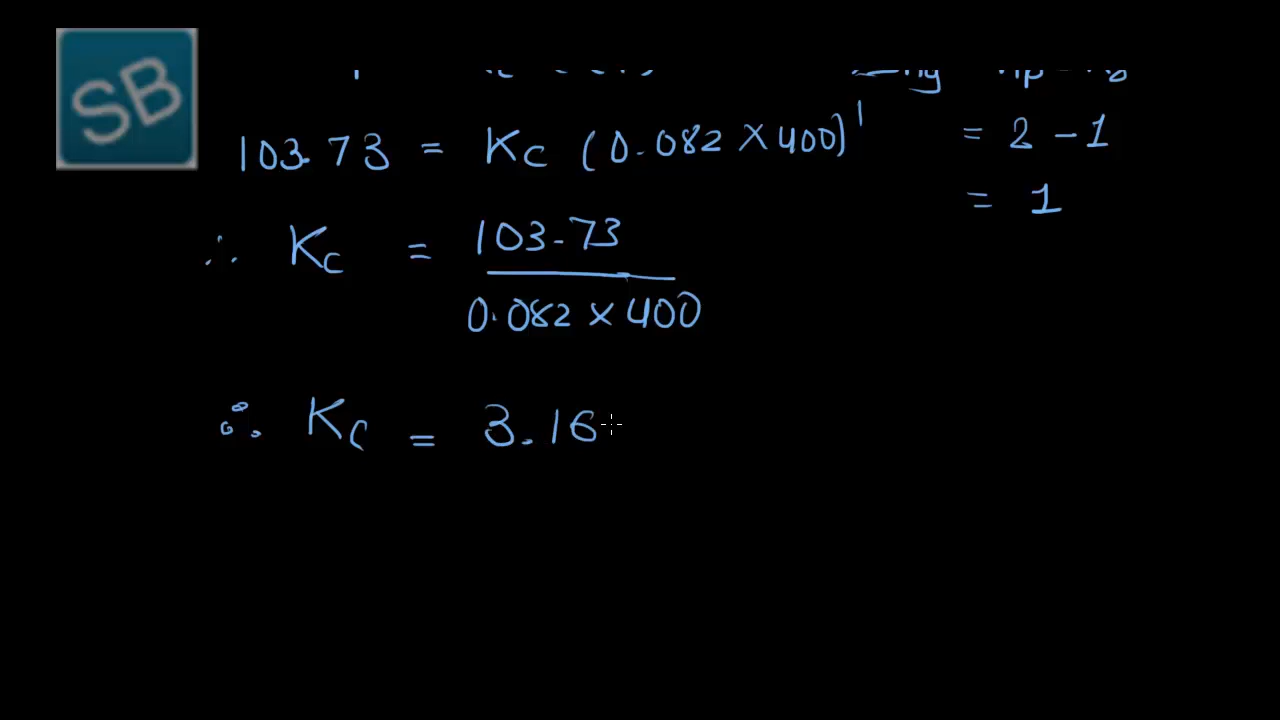 SB
103.73 = Kc (0.082 × 400)¹ = 2 - 1
= 1
∴ Kc = 103.73 / 0.082 × 400
∴ Kc = 3.16